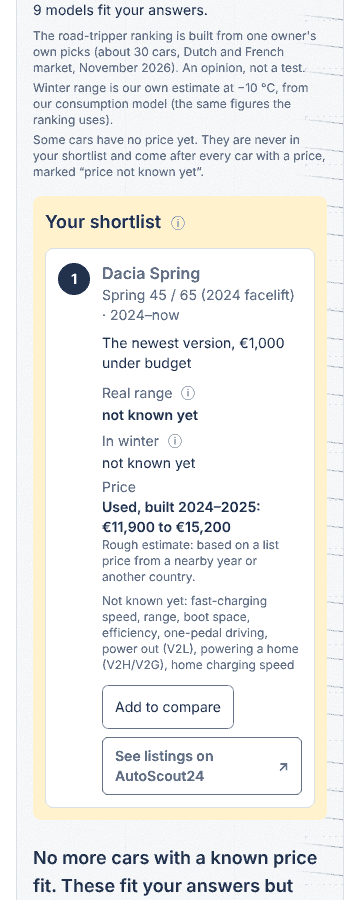 9 models fit your answers.
The road-tripper ranking is built from one owner's
own picks (about 30 cars, Dutch and French
market, November 2026). An opinion, not a test.
Winter range is our own estimate at −10 °C, from
our consumption model (the same figures the
ranking uses).
Some cars have no price yet. They are never in
your shortlist and come after every car with a price,
marked “price not known yet”.
Your shortlist ⓘ
1
Dacia Spring
Spring 45 / 65 (2024 facelift)
· 2024–now
The newest version, €1,000
under budget
Real range ⓘ
not known yet
In winter ⓘ
not known yet
Price
Used, built 2024–2025:
€11,900 to €15,200
Rough estimate: based on a list
price from a nearby year or
another country.
Not known yet: fast-charging
speed, range, boot space,
efficiency, one-pedal driving,
power out (V2L), powering a home
(V2H/V2G), home charging speed
Add to compare
See listings on
AutoScout24 ↗
No more cars with a known price
fit. These fit your answers but